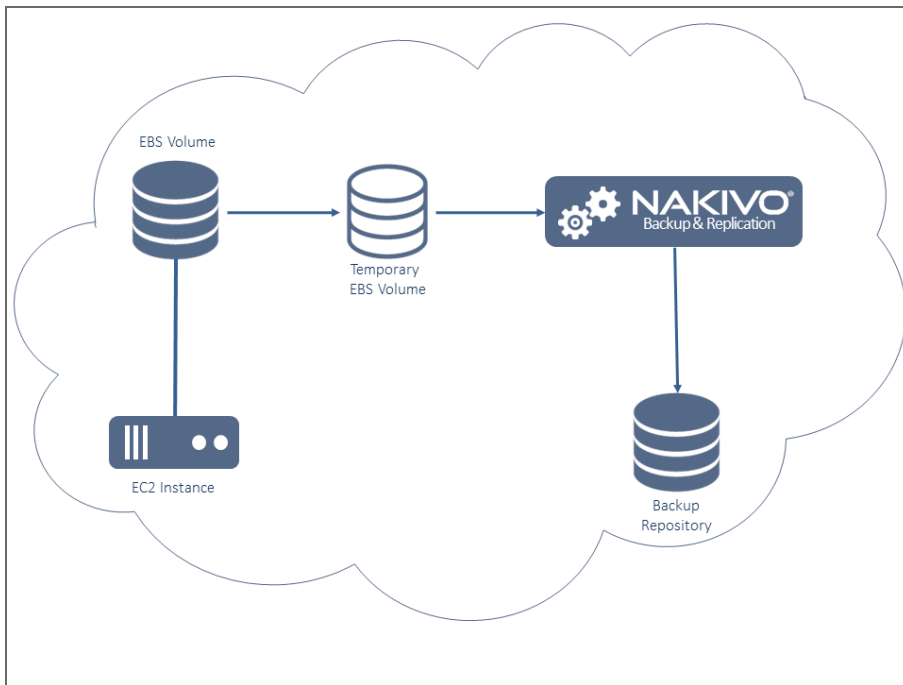 EBS Volume
Temporary
EBS Volume
NAKIVO®
Backup & Replication
EC2 Instance
Backup
Repository